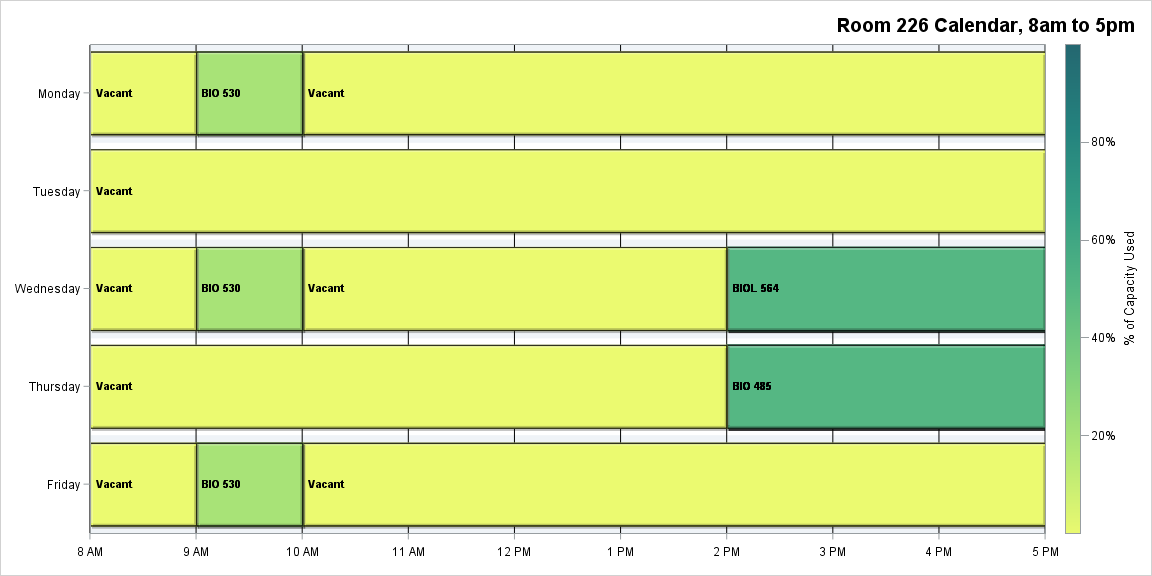 Room 226 Calendar, 8am to 5pm
Monday
Vacant
BIO 530
Vacant
Tuesday
Vacant
Wednesday
Vacant
BIO 530
Vacant
BIOL 564
Thursday
Vacant
BIO 485
Friday
Vacant
BIO 530
Vacant
8 AM 9 AM 10 AM 11 AM 12 PM 1 PM 2 PM 3 PM 4 PM 5 PM
80%
60%
40%
20%
% of Capacity Used